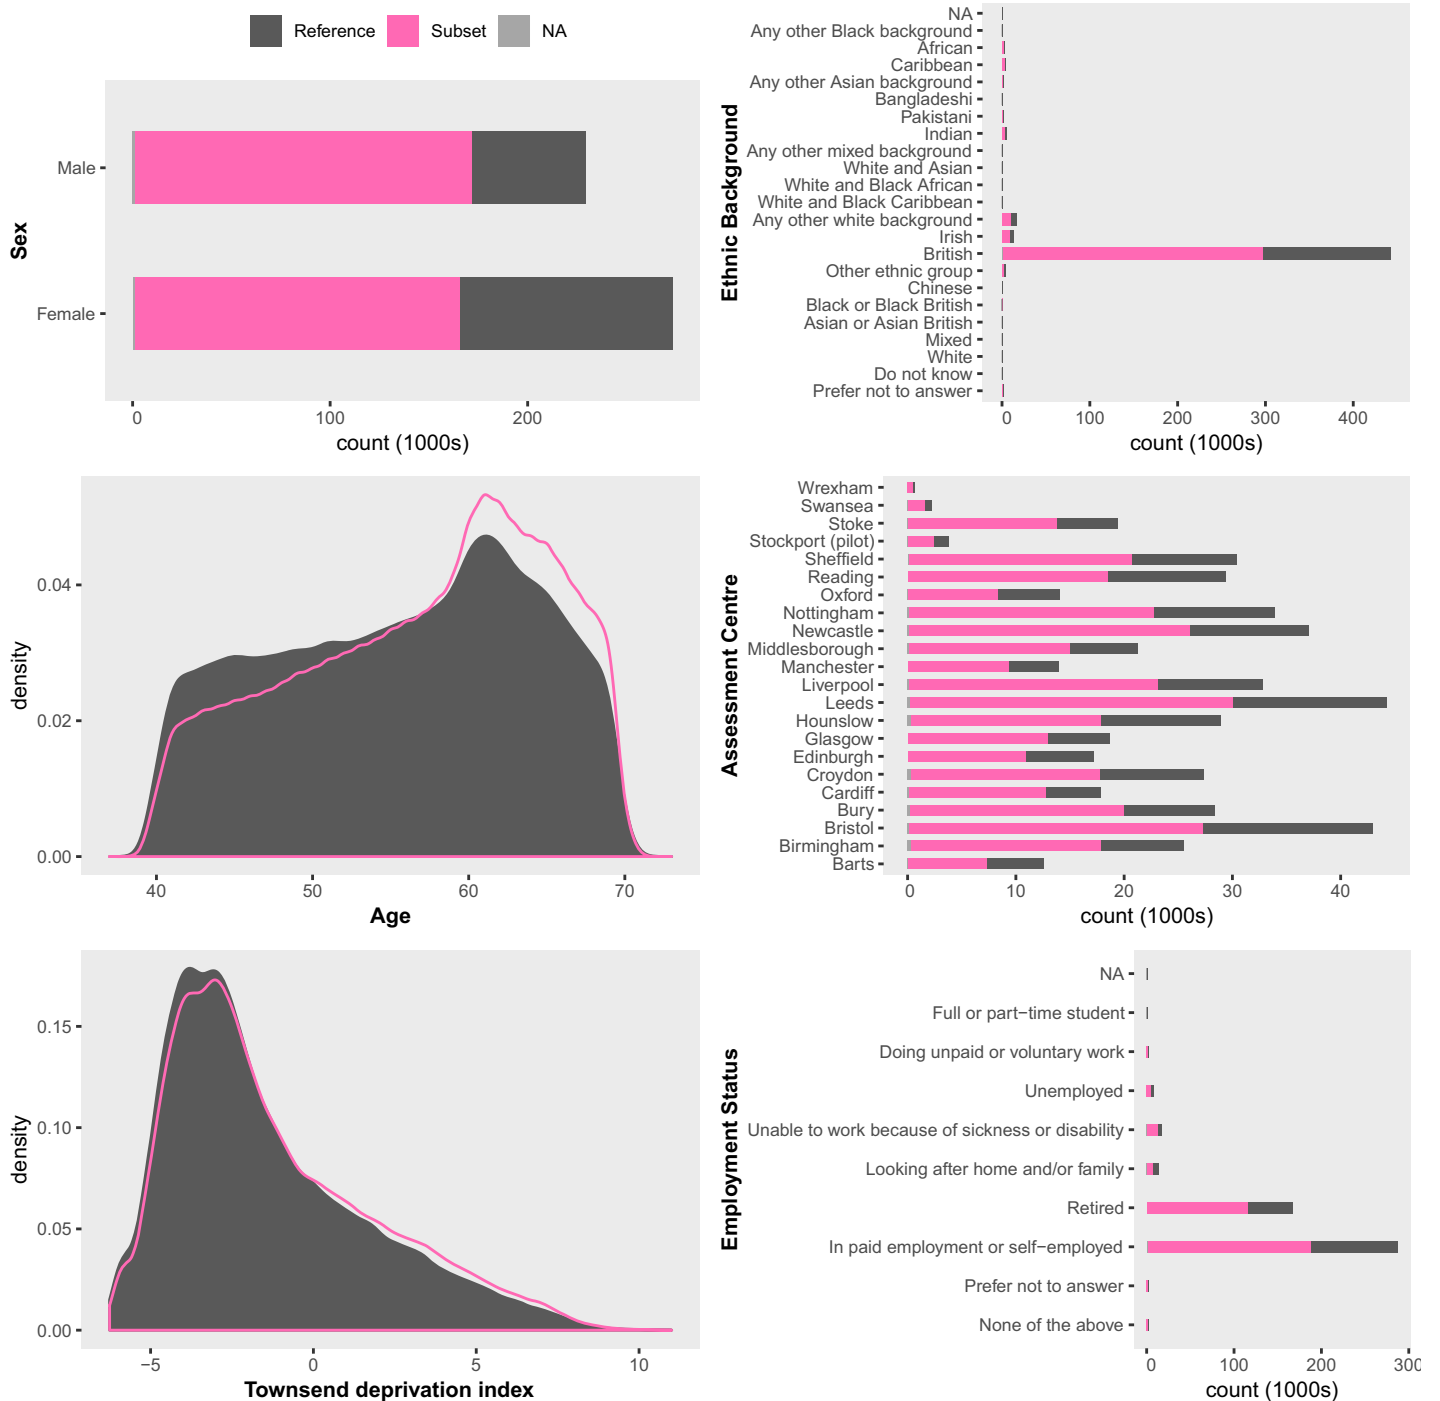 Reference
Subset
NA
Sex
Male
Female
0
100
200
count (1000s)
Ethnic Background
NA
Any other Black background
African
Caribbean
Any other Asian background
Bangladeshi
Pakistani
Indian
Any other mixed background
White and Asian
White and Black African
White and Black Caribbean
Any other white background
Irish
British
Other ethnic group
Chinese
Black or Black British
Asian or Asian British
Mixed
White
Do not know
Prefer not to answer
0
100
200
300
400
count (1000s)
density
0.04
0.02
0.00
40
50
60
70
Age
Assessment Centre
Wrexham
Swansea
Stoke
Stockport (pilot)
Sheffield
Reading
Oxford
Nottingham
Newcastle
Middlesborough
Manchester
Liverpool
Leeds
Hounslow
Glasgow
Edinburgh
Croydon
Cardiff
Bury
Bristol
Birmingham
Barts
0
10
20
30
40
count (1000s)
density
0.15
0.10
0.05
0.00
−5
0
5
10
Townsend deprivation index
Employment Status
NA
Full or part−time student
Doing unpaid or voluntary work
Unemployed
Unable to work because of sickness or disability
Looking after home and/or family
Retired
In paid employment or self−employed
Prefer not to answer
None of the above
0
100
200
300
count (1000s)